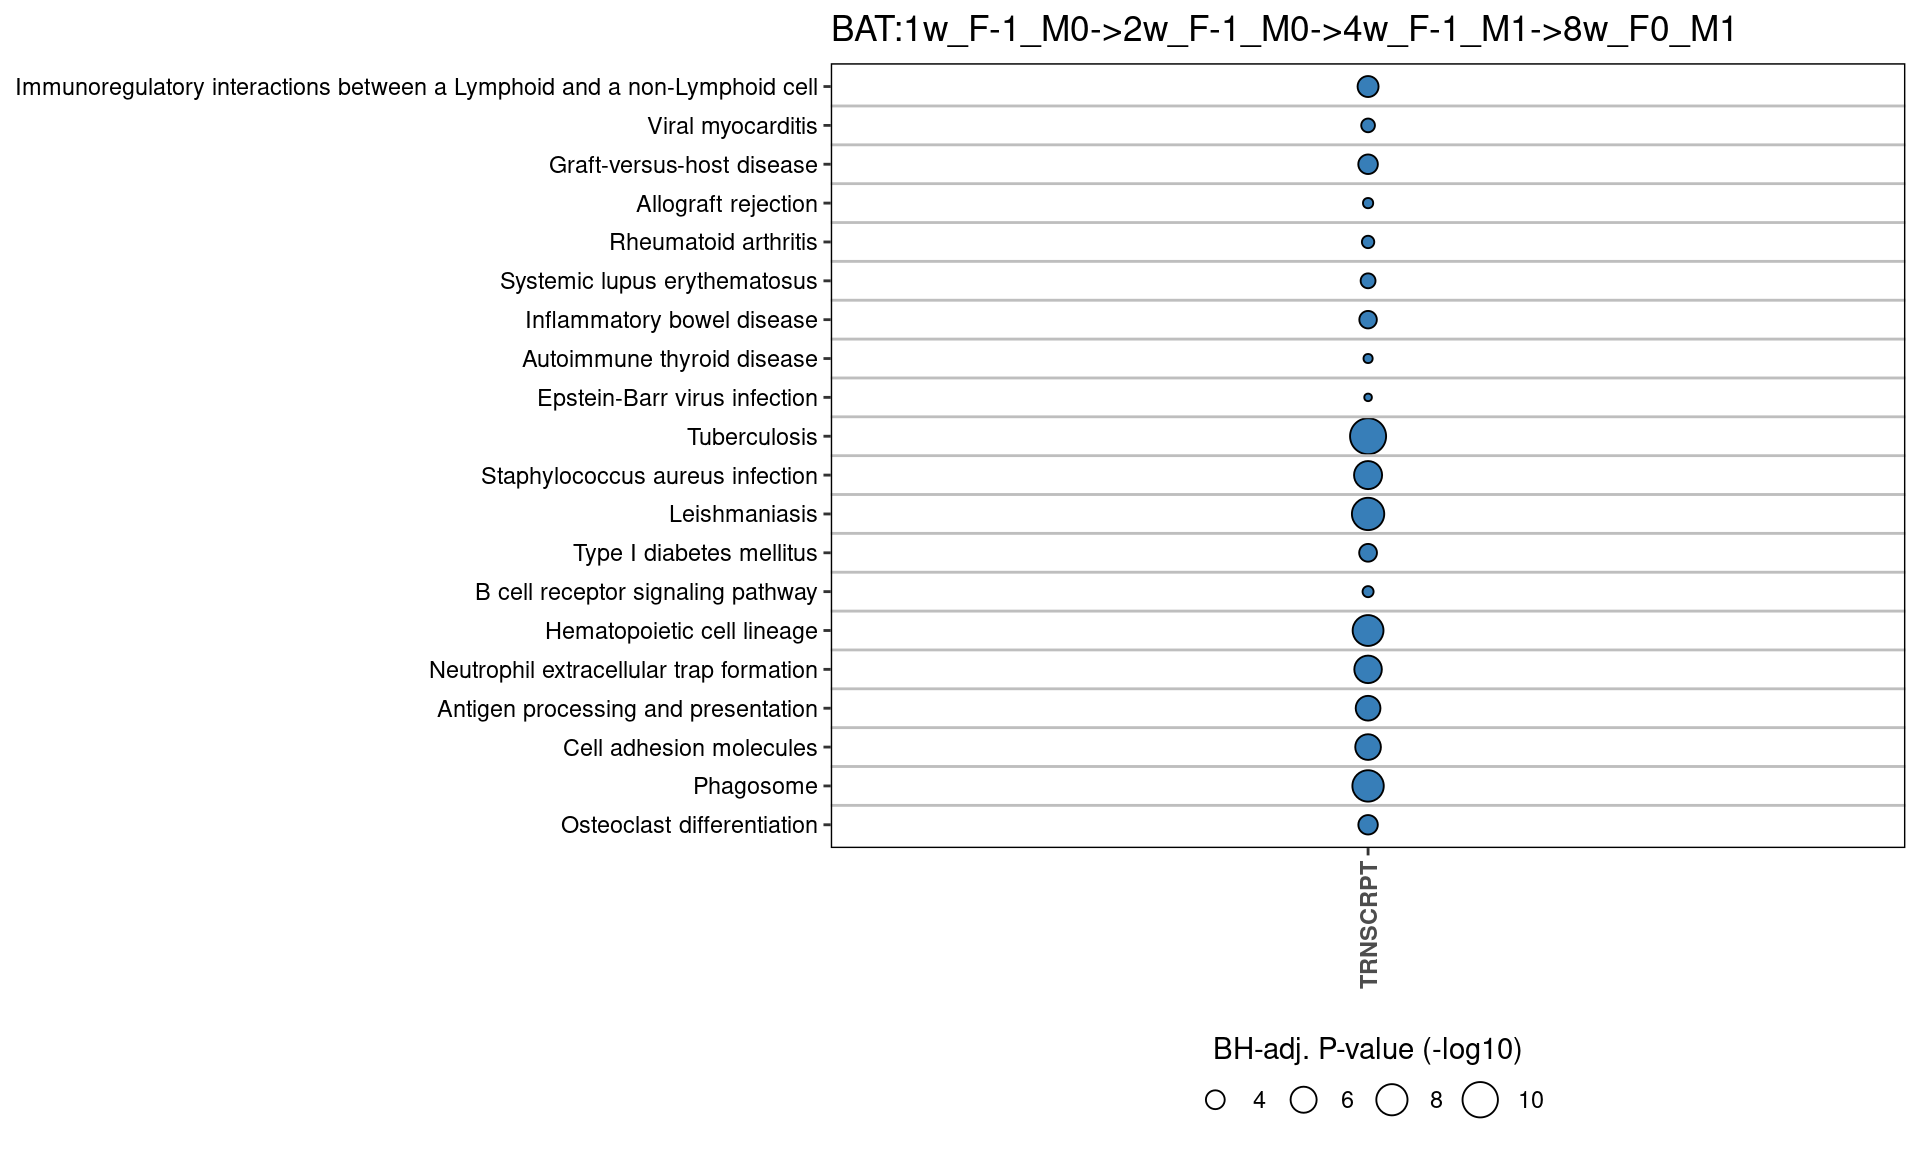 BAT:1w_F-1_M0->2w_F-1_M0->4w_F-1_M1->8w_F0_M1
Immunoregulatory interactions between a Lymphoid and a non-Lymphoid cell
Viral myocarditis
Graft-versus-host disease
Allograft rejection
Rheumatoid arthritis
Systemic lupus erythematosus
Inflammatory bowel disease
Autoimmune thyroid disease
Epstein-Barr virus infection
Tuberculosis
Staphylococcus aureus infection
Leishmaniasis
Type I diabetes mellitus
B cell receptor signaling pathway
Hematopoietic cell lineage
Neutrophil extracellular trap formation
Antigen processing and presentation
Cell adhesion molecules
Phagosome
Osteoclast differentiation
TRNSCRPT
BH-adj. P-value (-log10)
4 6 8 10